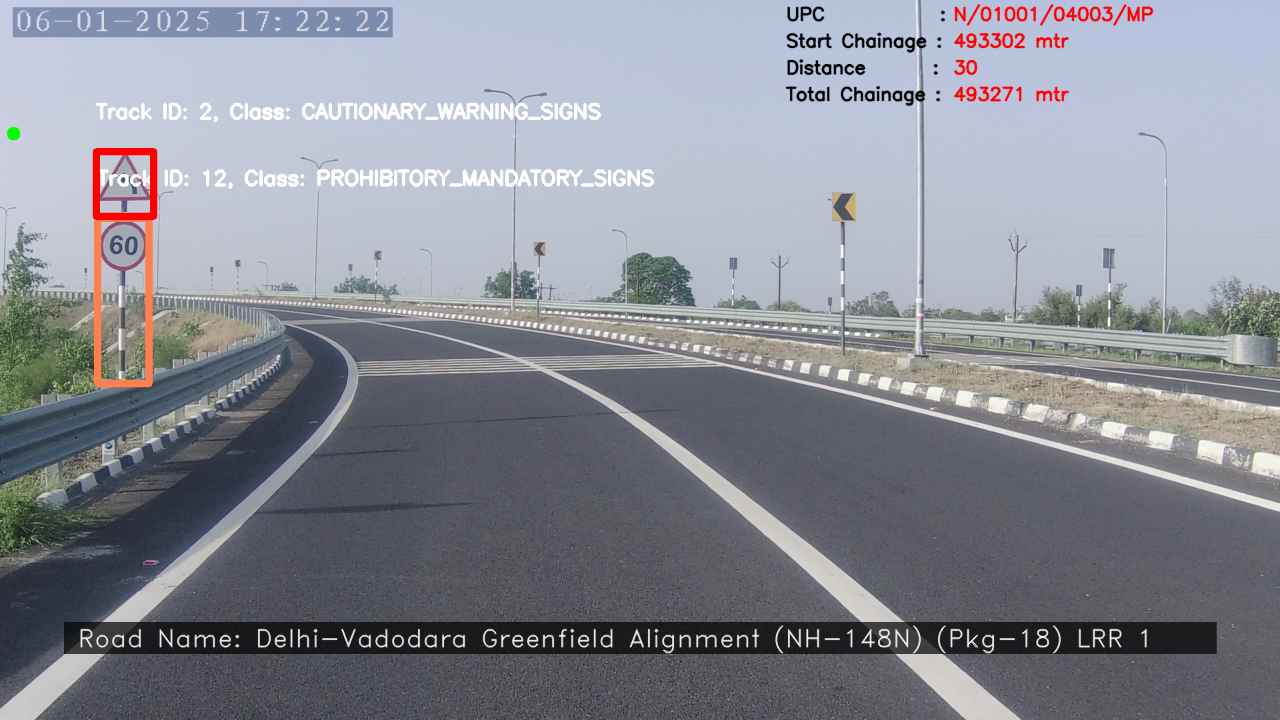 06-01-2025 17:22:22
UPC : N/01001/04003/MP
Start Chainage : 493302 mtr
Distance : 30
Total Chainage : 493271 mtr
Track ID: 2, Class: CAUTIONARY_WARNING_SIGNS
Track ID: 12, Class: PROHIBITORY_MANDATORY_SIGNS
60
Road Name: Delhi-Vadodara Greenfield Alignment (NH-148N) (Pkg-18) LRR 1